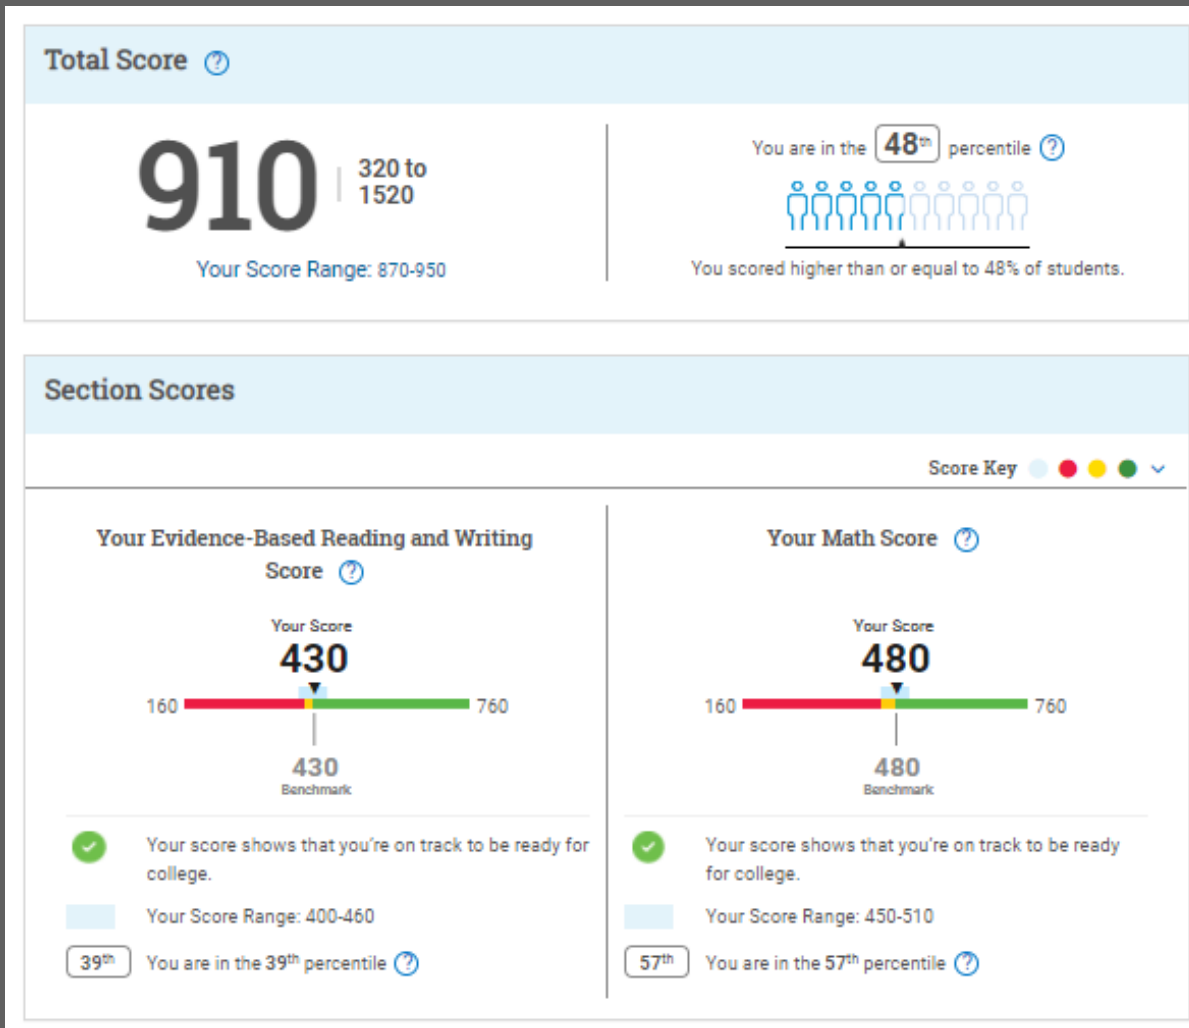 Total Score ?
910
320 to
1520
Your Score Range: 870-950
You are in the 48th percentile ?
You scored higher than or equal to 48% of students.
Section Scores
Score Key
Your Evidence-Based Reading and Writing
Score ?
Your Score
430
160
760
430
Benchmark
Your score shows that you're on track to be ready for
college.
Your Score Range: 400-460
39th You are in the 39th percentile ?
Your Math Score ?
Your Score
480
160
760
480
Benchmark
Your score shows that you're on track to be ready
for college.
Your Score Range: 450-510
57th You are in the 57th percentile ?